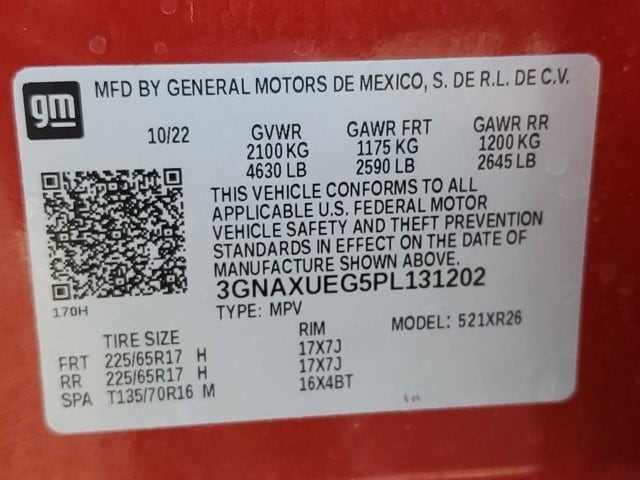 gm
MFD BY GENERAL MOTORS DE MEXICO, S. DE R.L. DE C.V.
10/22 GVWR GAWR FRT GAWR RR
2100 KG 1175 KG 1200 KG
4630 LB 2590 LB 2645 LB
THIS VEHICLE CONFORMS TO ALL
APPLICABLE U.S. FEDERAL MOTOR
VEHICLE SAFETY AND THEFT PREVENTION
STANDARDS IN EFFECT ON THE DATE OF
MANUFACTURE SHOWN ABOVE.
3GNAXUEG5PL131202
170H
TYPE: MPV MODEL: 521XR26
TIRE SIZE RIM
FRT 225/65R17 H 17X7J
RR 225/65R17 H 17X7J
SPA T135/70R16 M 16X4BT